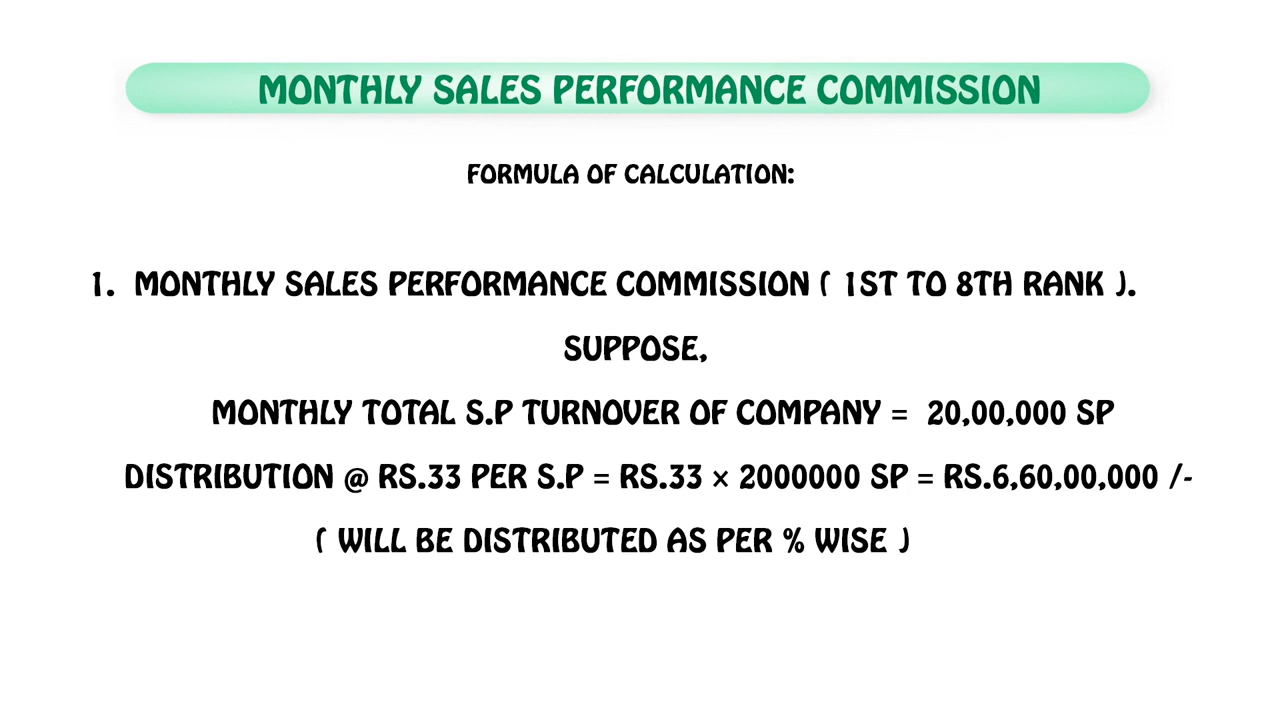 MONTHLY SALES PERFORMANCE COMMISSION
FORMULA OF CALCULATION:
1. MONTHLY SALES PERFORMANCE COMMISSION ( 1ST TO 8TH RANK ).
SUPPOSE,
MONTHLY TOTAL S.P TURNOVER OF COMPANY = 20,00,000 SP
DISTRIBUTION @ RS.33 PER S.P = RS.33 × 2000000 SP = RS.6,60,00,000 /-
( WILL BE DISTRIBUTED AS PER % WISE )